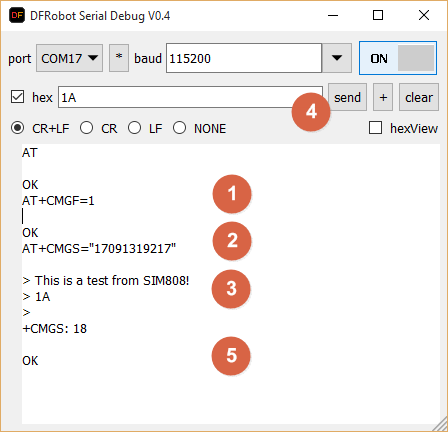 DF DFRobot Serial Debug V0.4
port COM17 * baud 115200 ON
hex 1A send + clear
4
CR+LF CR LF NONE hexView
AT
OK
AT+CMGF=1 1
OK
AT+CMGS="17091319217" 2
> This is a test from SIM808! 3
> 1A
>
+CMGS: 18
OK 5